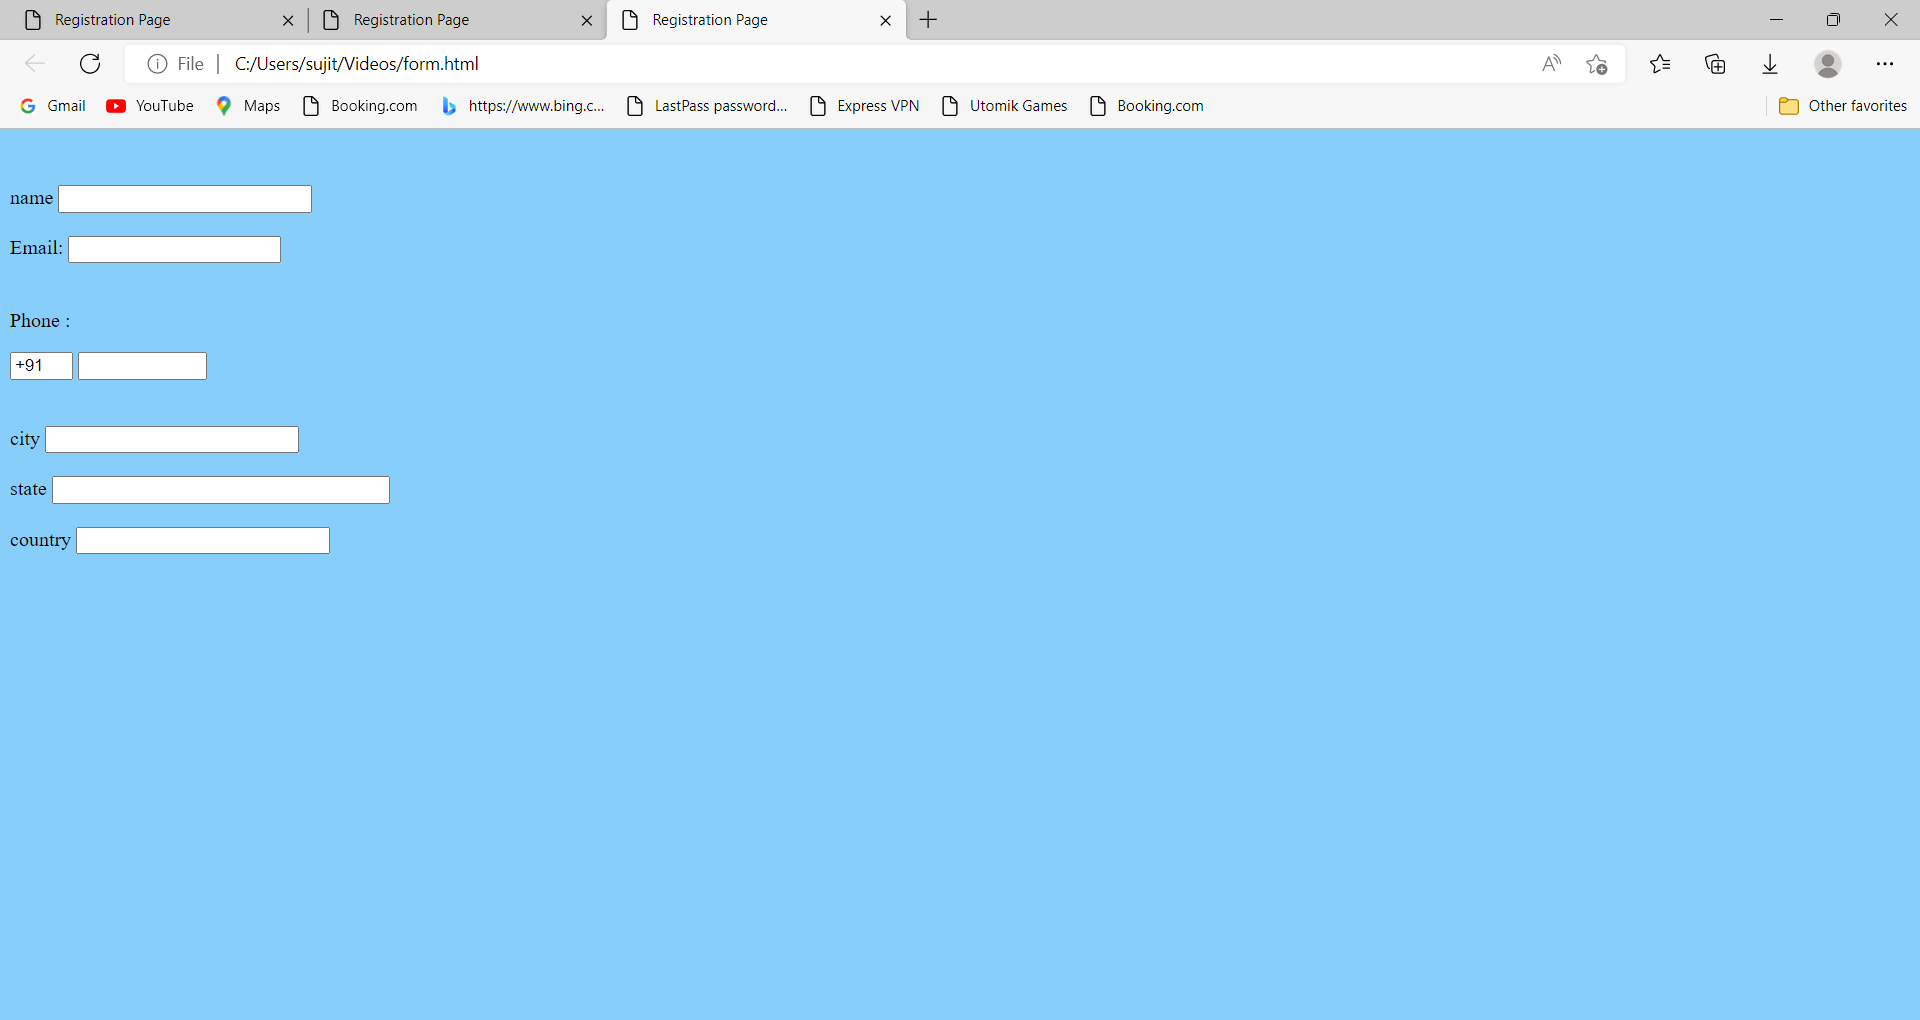 Registration Page Registration Page Registration Page
File C:/Users/sujit/Videos/form.html
Gmail YouTube Maps Booking.com https://www.bing.c... LastPass password... Express VPN Utomik Games Booking.com Other favorites
name
Email:
Phone :
+91
city
state
country